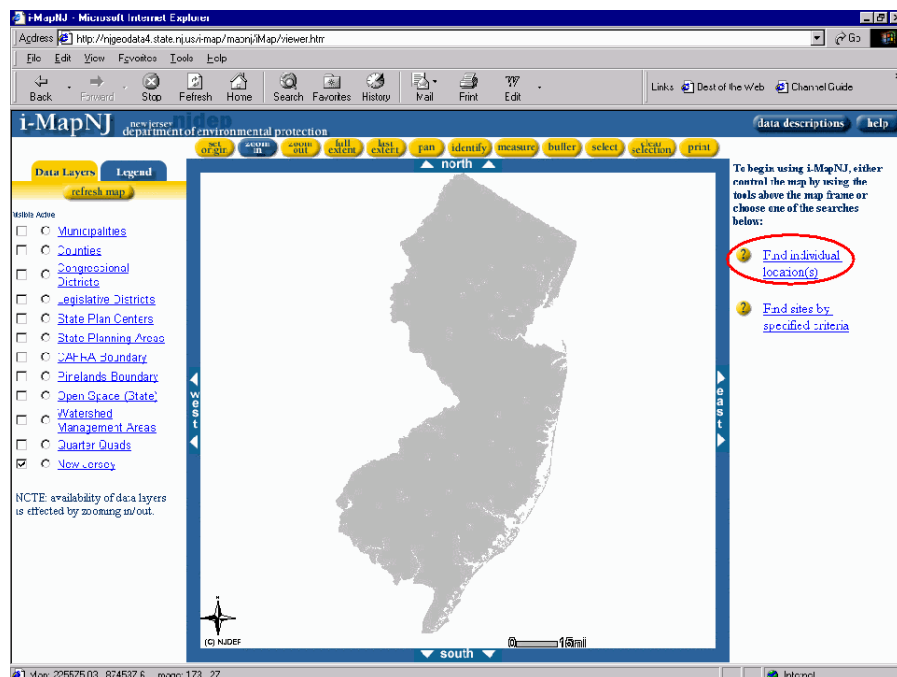 i-MapNJ - Microsoft Internet Explorer
Address http://njgeodata4.state.nj.us/i-map/mapnj/iMap/viewer.htm
Go
File Edit View Favorites Tools Help
Back Forward Stop Refresh Home Search Favorites History Mail Print Edit
Links Best of the Web Channel Guide
i-MapNJ new jersey department of environmental protection
njdep
data descriptions help
zoom in zoom out full extent last extent pan identify measure buffer select clear selection print
Data Layers Legend
refresh map
Visible Active
Municipalities
Counties
Congressional
Districts
Legislative Districts
State Plan Centers
State Planning Areas
CAFRA Boundary
Pinelands Boundary
Open Space (State)
Watershed
Management Areas
Quarter Quads
New Jersey
NOTE: availability of data layers
is effected by zooming in/out.
north
west
east
south
N
(C) NJDEP
0 15mi
To begin using i-MapNJ, either
control the map by using the
tools above the map frame or
choose one of the searches
below:
? Find individual
location(s)
? Find sites by
specified criteria
Internet